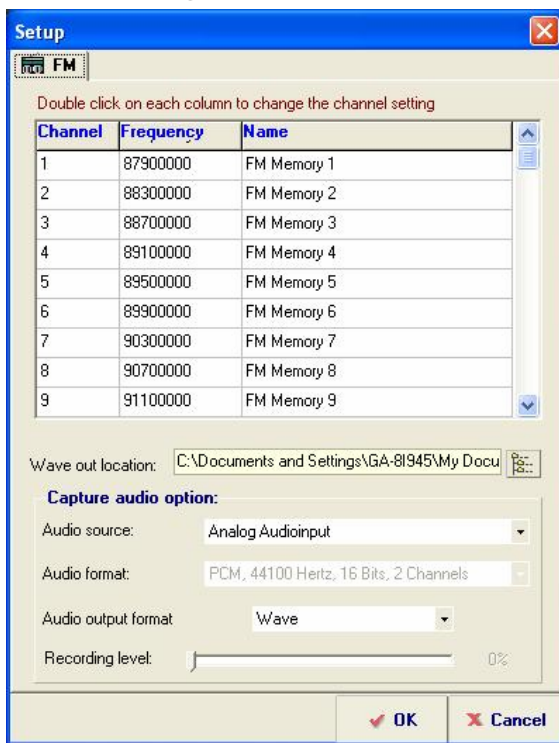 Setup
FM
Double click on each column to change the channel setting
Channel Frequency Name
1 87900000 FM Memory 1
2 88300000 FM Memory 2
3 88700000 FM Memory 3
4 89100000 FM Memory 4
5 89500000 FM Memory 5
6 89900000 FM Memory 6
7 90300000 FM Memory 7
8 90700000 FM Memory 8
9 91100000 FM Memory 9
Wave out location: C:\Documents and Settings\GA-8I945\My Docu
Capture audio option:
Audio source: Analog Audioinput
Audio format: PCM, 44100 Hertz, 16 Bits, 2 Channels
Audio output format Wave
Recording level: 0%
OK Cancel